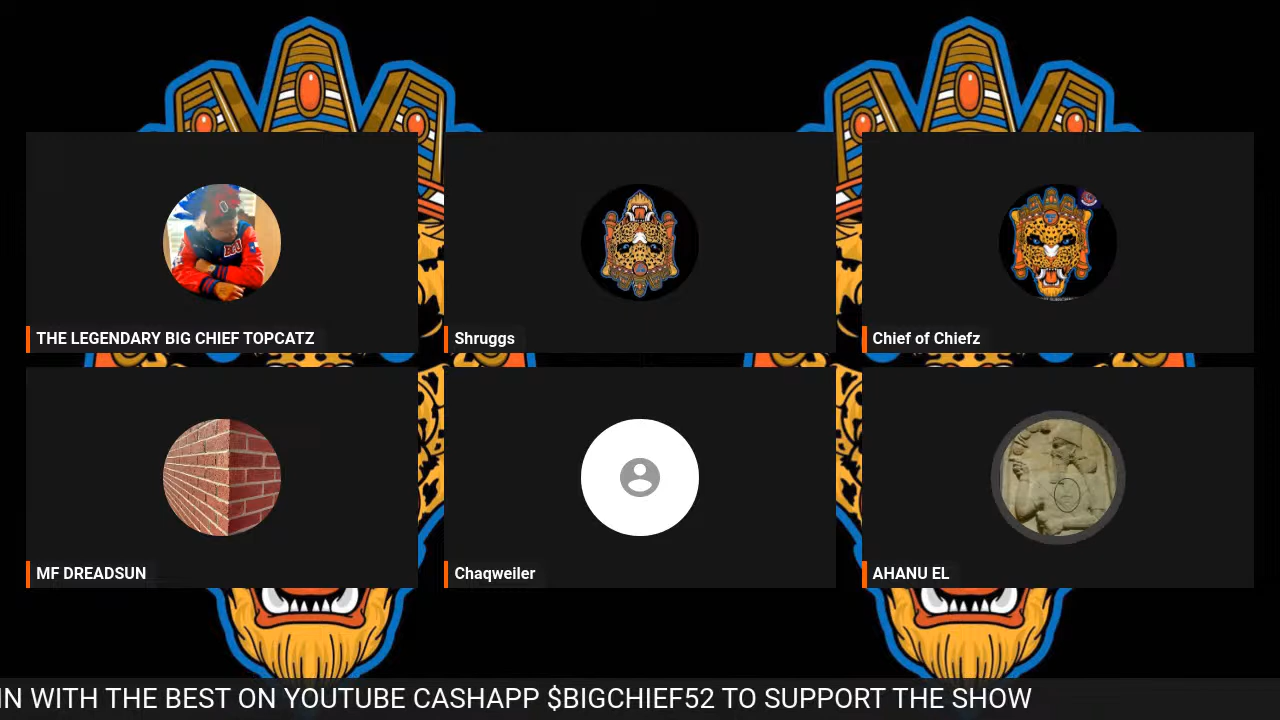 THE LEGENDARY BIG CHIEF TOPCATZ
Shruggs
Chief of Chiefz
MF DREADSUN
Chaqweiler
AHANU EL
IN WITH THE BEST ON YOUTUBE CASHAPP $BIGCHIEF52 TO SUPPORT THE SHOW